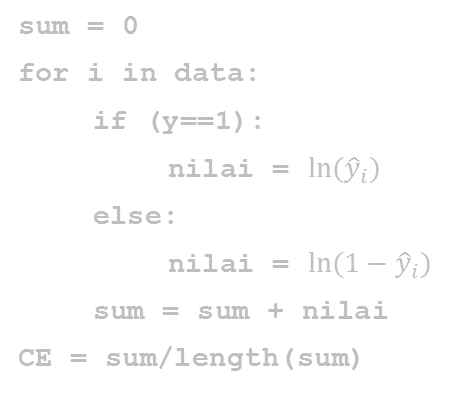 sum = 0
for i in data:
if (y==1):
nilai = ln(ŷᵢ)
else:
nilai = ln(1 − ŷᵢ)
sum = sum + nilai
CE = sum/length(sum)